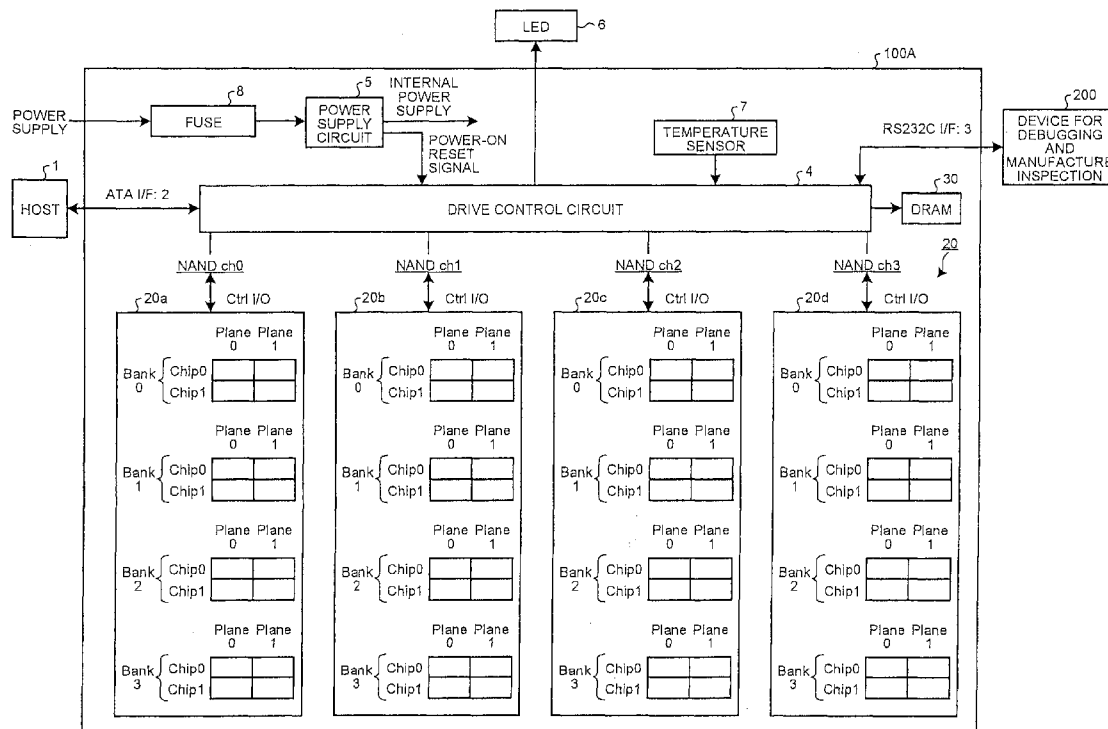 LED
6
100A
POWER
SUPPLY
8
FUSE
5
POWER
SUPPLY
CIRCUIT
INTERNAL
POWER
SUPPLY
POWER-ON
RESET
SIGNAL
7
TEMPERATURE
SENSOR
RS232C I/F: 3
200
DEVICE FOR
DEBUGGING
AND
MANUFACTURE
INSPECTION
1
HOST
ATA I/F: 2
4
DRIVE CONTROL CIRCUIT
30
DRAM
20
NAND ch0
20a
Ctrl I/O
Plane Plane
0 1
Bank
0
Chip0
Chip1
Plane Plane
0 1
Bank
1
Chip0
Chip1
Plane Plane
0 1
Bank
2
Chip0
Chip1
Plane Plane
0 1
Bank
3
Chip0
Chip1
NAND ch1
20b
Ctrl I/O
Plane Plane
0 1
Bank
0
Chip0
Chip1
Plane Plane
0 1
Bank
1
Chip0
Chip1
Plane Plane
0 1
Bank
2
Chip0
Chip1
Plane Plane
0 1
Bank
3
Chip0
Chip1
NAND ch2
20c
Ctrl I/O
Plane Plane
0 1
Bank
0
Chip0
Chip1
Plane Plane
0 1
Bank
1
Chip0
Chip1
Plane Plane
0 1
Bank
2
Chip0
Chip1
Plane Plane
0 1
Bank
3
Chip0
Chip1
NAND ch3
20d
Ctrl I/O
Plane Plane
0 1
Bank
0
Chip0
Chip1
Plane Plane
0 1
Bank
1
Chip0
Chip1
Plane Plane
0 1
Bank
2
Chip0
Chip1
Plane Plane
0 1
Bank
3
Chip0
Chip1